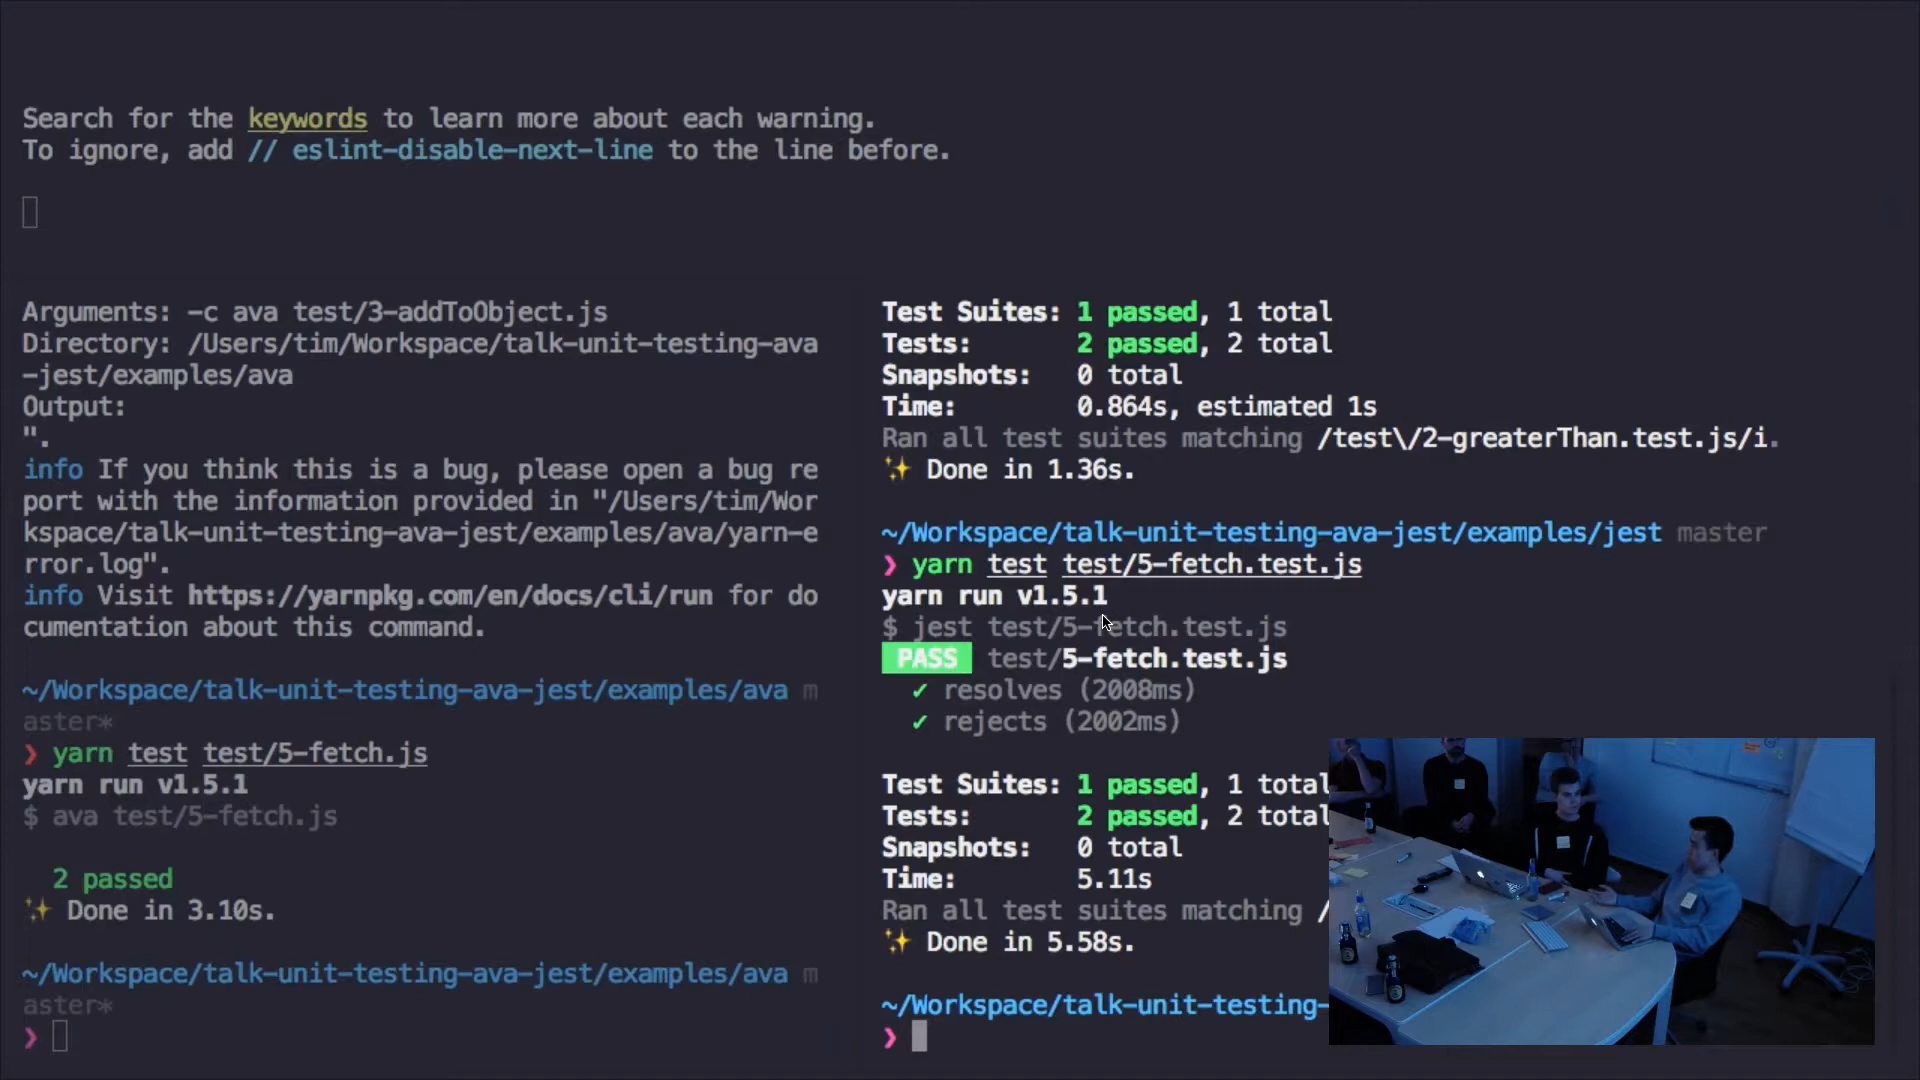 Search for the keywords to learn more about each warning.
To ignore, add // eslint-disable-next-line to the line before.
Arguments: -c ava test/3-addToObject.js
Directory: /Users/tim/Workspace/talk-unit-testing-ava
-jest/examples/ava
Output:
".
info If you think this is a bug, please open a bug re
port with the information provided in "/Users/tim/Wor
kspace/talk-unit-testing-ava-jest/examples/ava/yarn-e
rror.log".
info Visit https://yarnpkg.com/en/docs/cli/run for do
cumentation about this command.
~/Workspace/talk-unit-testing-ava-jest/examples/ava m
aster*
❯ yarn test test/5-fetch.js
yarn run v1.5.1
$ ava test/5-fetch.js
2 passed
✨ Done in 3.10s.
~/Workspace/talk-unit-testing-ava-jest/examples/ava m
aster*
❯
Test Suites: 1 passed, 1 total
Tests: 2 passed, 2 total
Snapshots: 0 total
Time: 0.864s, estimated 1s
Ran all test suites matching /test\/2-greaterThan.test.js/i.
✨ Done in 1.36s.
~/Workspace/talk-unit-testing-ava-jest/examples/jest master
❯ yarn test test/5-fetch.test.js
yarn run v1.5.1
$ jest test/5-fetch.test.js
PASS test/5-fetch.test.js
✓ resolves (2008ms)
✓ rejects (2002ms)
Test Suites: 1 passed, 1 total
Tests: 2 passed, 2 total
Snapshots: 0 total
Time: 5.11s
Ran all test suites matching /
✨ Done in 5.58s.
~/Workspace/talk-unit-testing-
❯